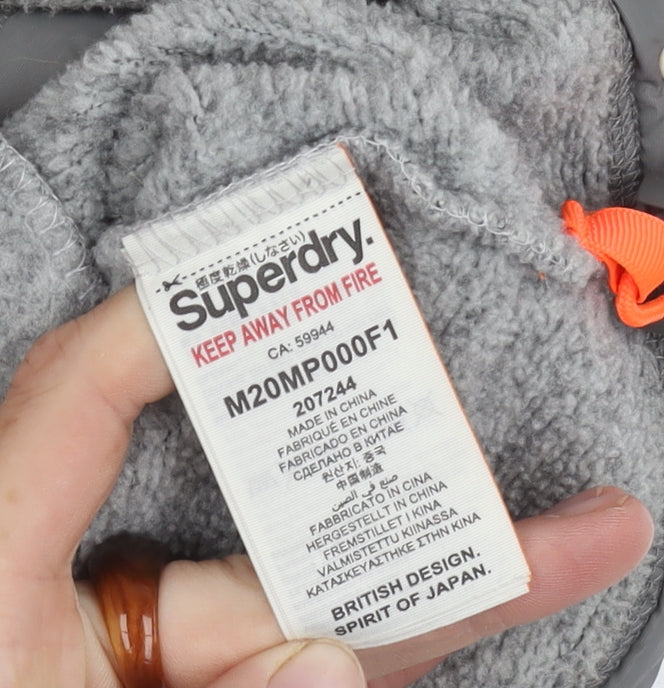 極度乾燥(しなさい)
Superdry.
KEEP AWAY FROM FIRE
CA: 59944
M20MP000F1
207244
MADE IN CHINA
FABRIQUÉ EN CHINE
FABRICADO EN CHINA
СДЕЛАНО В КИТАЕ
원산지: 중국
中国制造
صنع في الصين
FABBRICATO IN CINA
HERGESTELLT IN CHINA
FREMSTILLET I KINA
VALMISTETTU KIINASSA
ΚΑΤΑΣΚΕΥΑΣΤΗΚΕ ΣΤΗΝ ΚΙΝΑ
BRITISH DESIGN.
SPIRIT OF JAPAN.